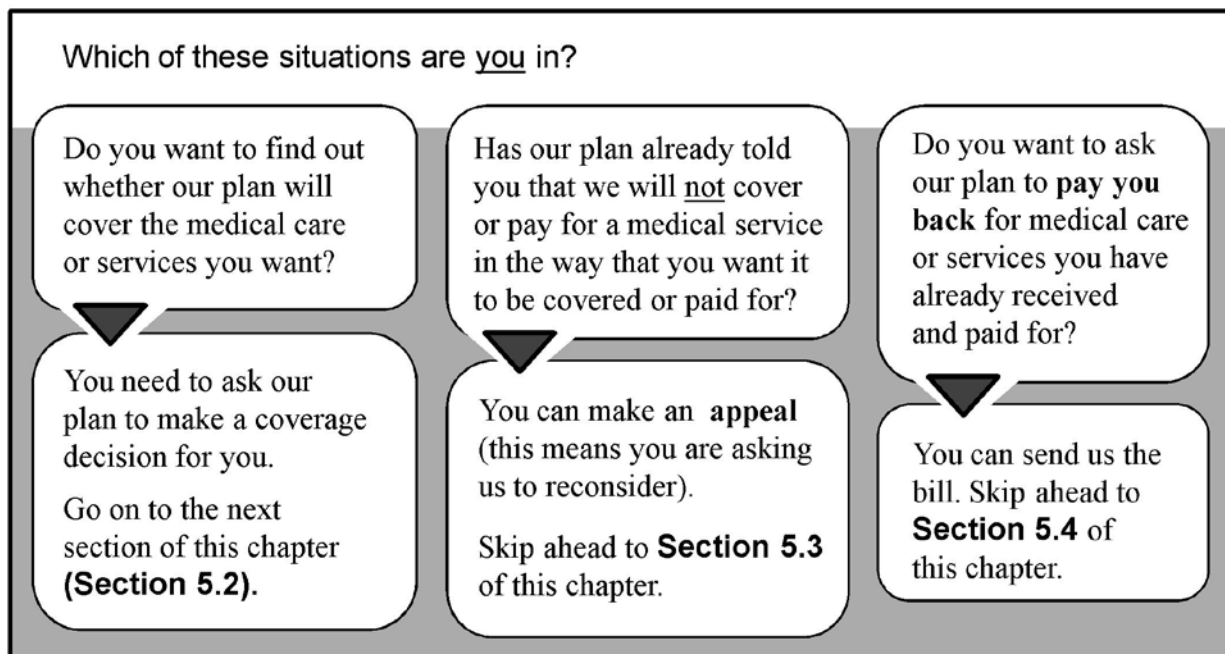 Which of these situations are you in?
Do you want to find out
whether our plan will
cover the medical care
or services you want?
You need to ask our
plan to make a coverage
decision for you.
Go on to the next
section of this chapter
(Section 5.2).
Has our plan already told
you that we will not cover
or pay for a medical service
in the way that you want it
to be covered or paid for?
You can make an appeal
(this means you are asking
us to reconsider).
Skip ahead to Section 5.3
of this chapter.
Do you want to ask
our plan to pay you
back for medical care
or services you have
already received
and paid for?
You can send us the
bill. Skip ahead to
Section 5.4 of
this chapter.